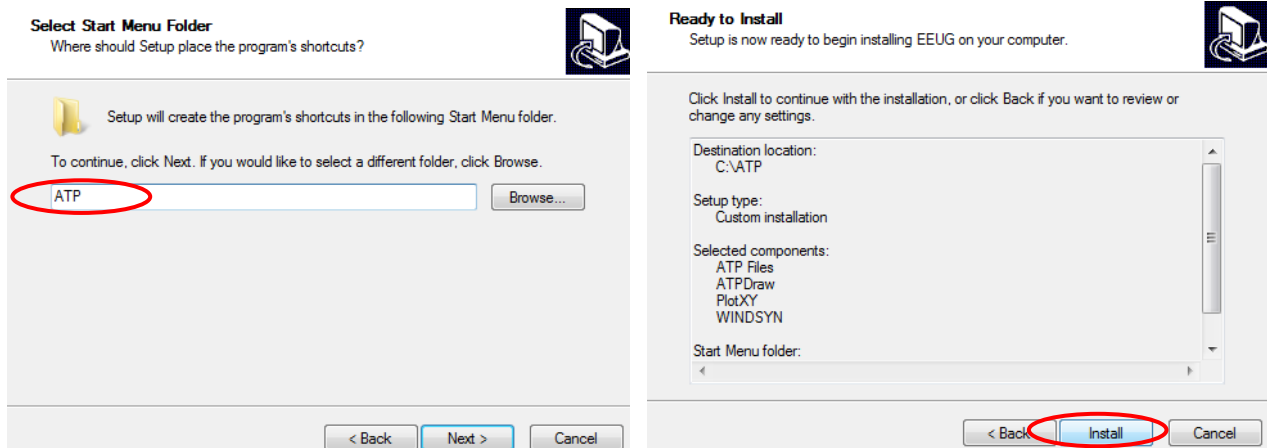 Select Start Menu Folder
Where should Setup place the program's shortcuts?
Setup will create the program's shortcuts in the following Start Menu folder.
To continue, click Next. If you would like to select a different folder, click Browse.
ATP
Browse...
< Back
Next >
Cancel
Ready to Install
Setup is now ready to begin installing EEUG on your computer.
Click Install to continue with the installation, or click Back if you want to review or
change any settings.
Destination location:
C:\ATP
Setup type:
Custom installation
Selected components:
ATP Files
ATPDraw
PlotXY
WINDSYN
Start Menu folder:
< Back
Install
Cancel